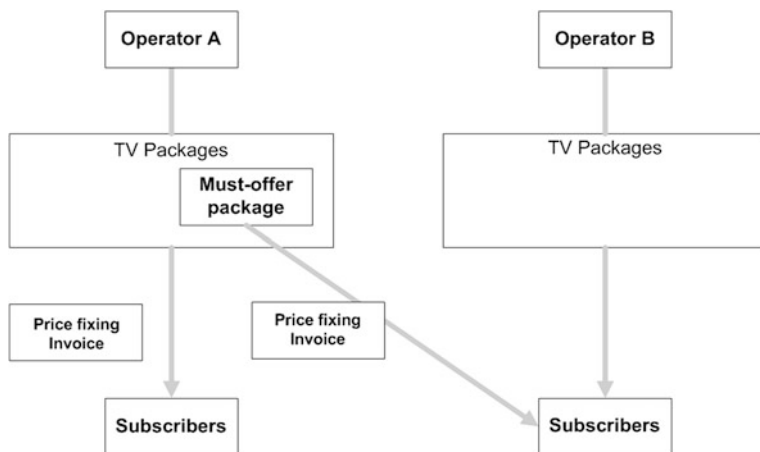 Operator A
Operator B
TV Packages
TV Packages
Must-offer
package
Price fixing
Invoice
Price fixing
Invoice
Subscribers
Subscribers